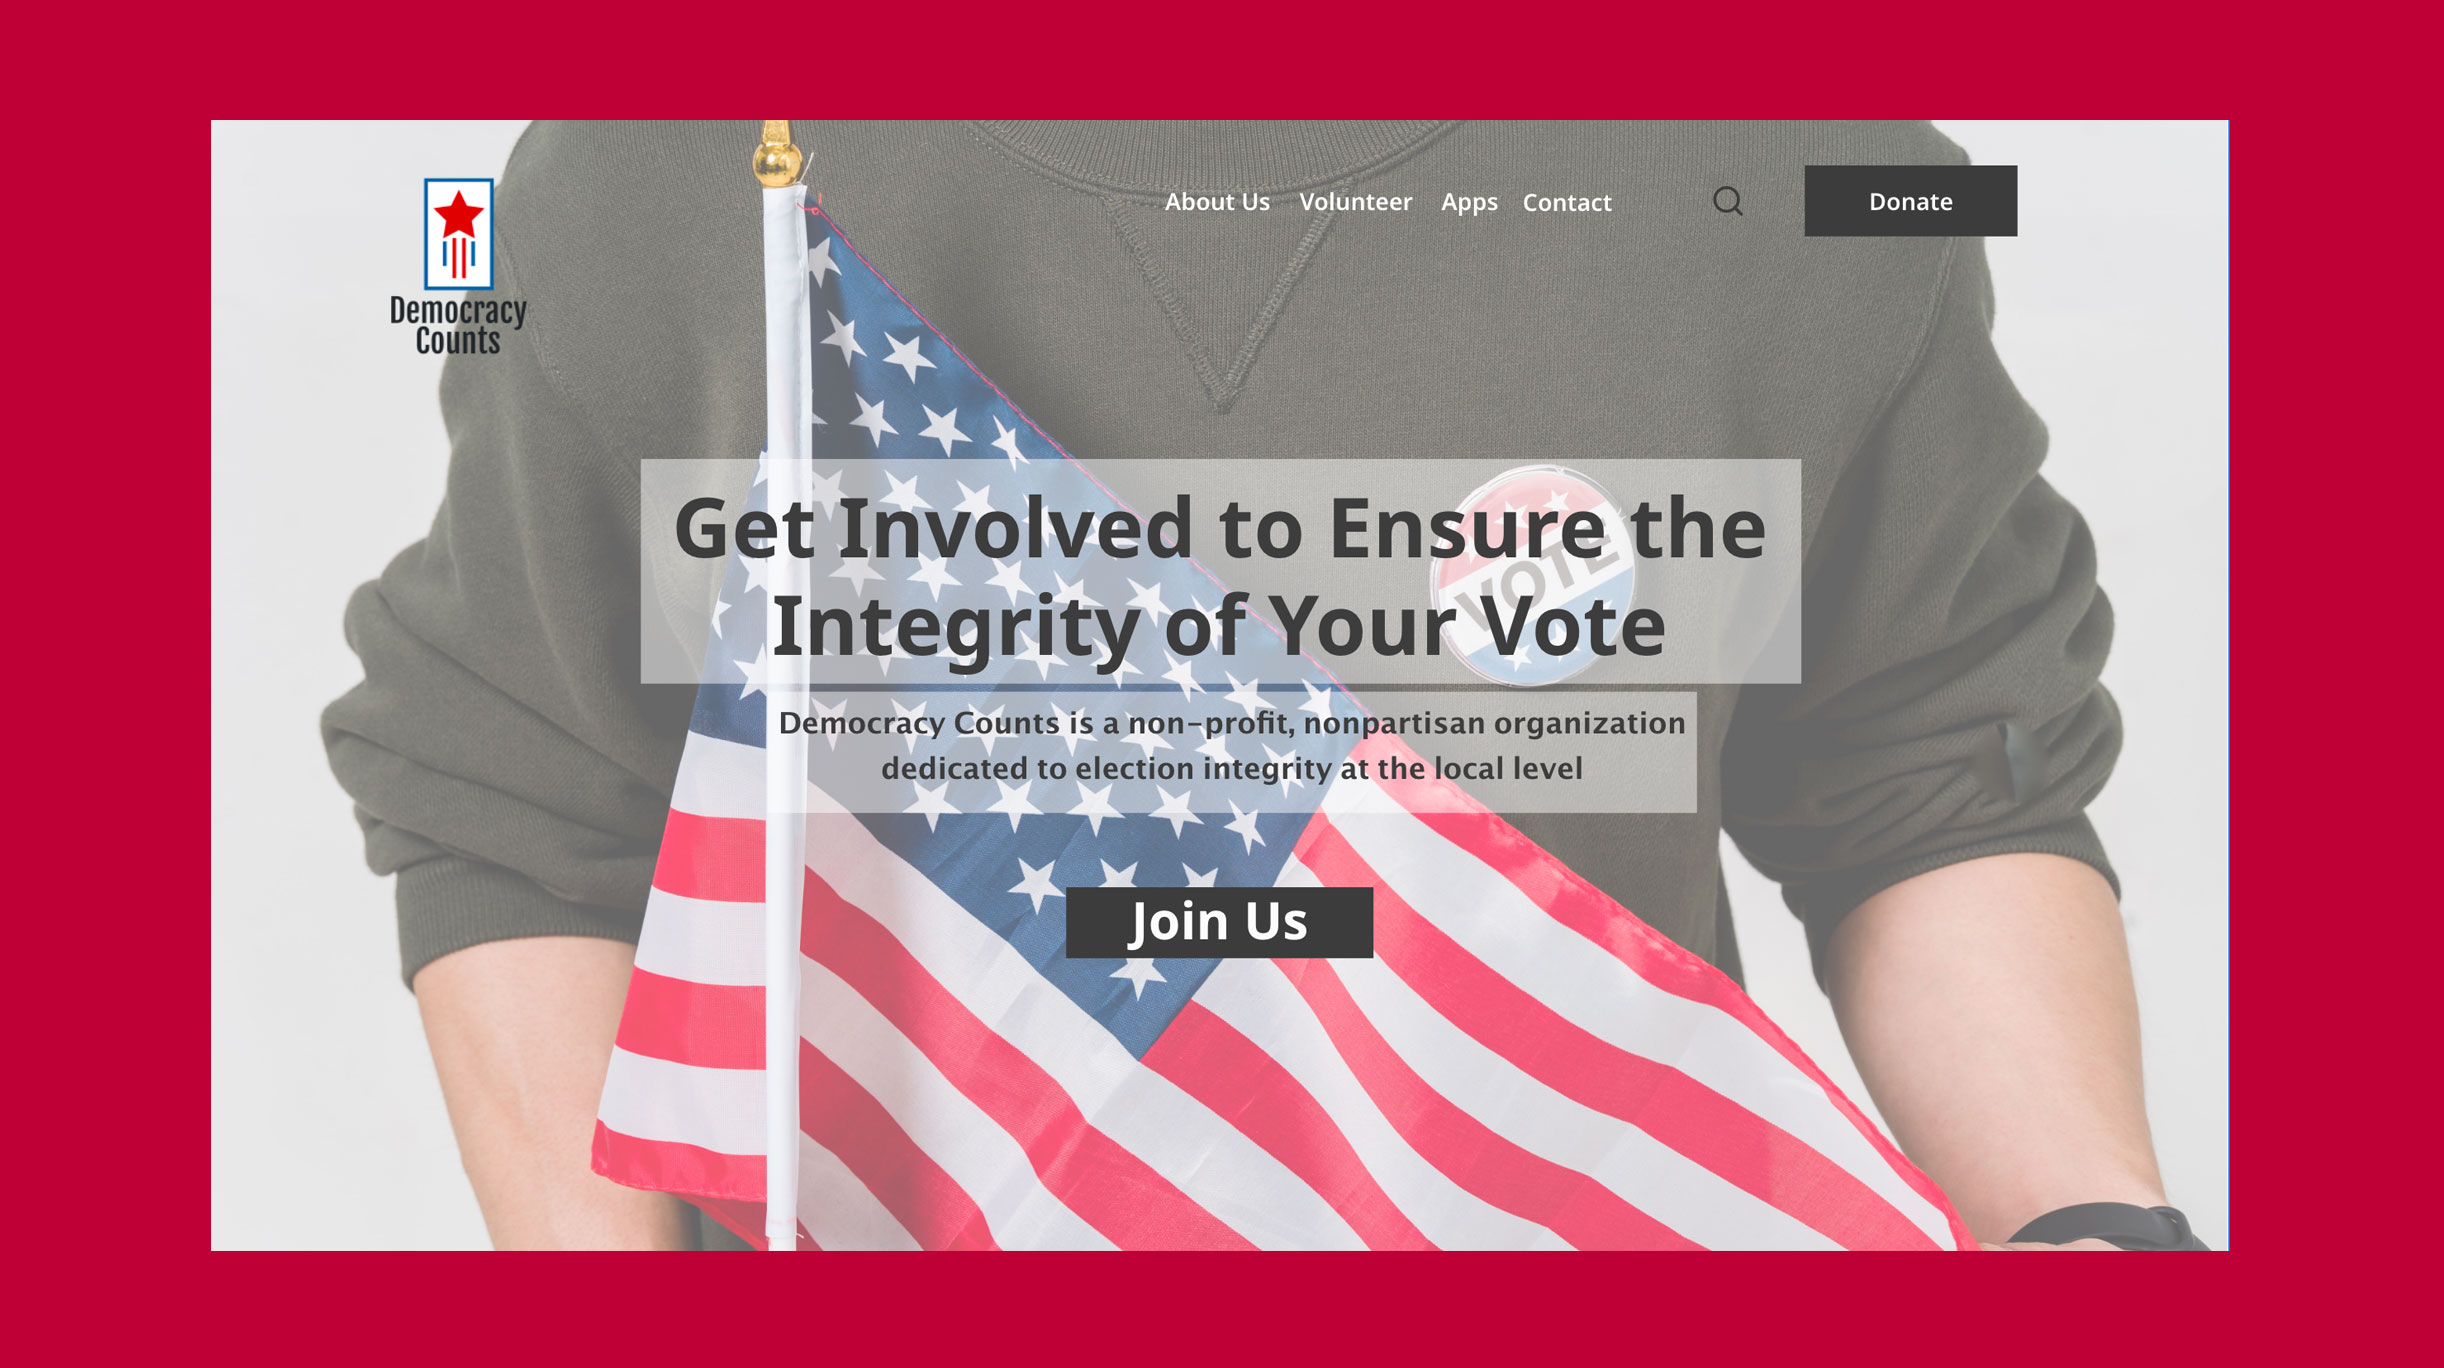 Democracy
Counts
About Us Volunteer Apps Contact Donate
Get Involved to Ensure the
Integrity of Your Vote
VOTE
Democracy Counts is a non-profit, nonpartisan organization
dedicated to election integrity at the local level
Join Us